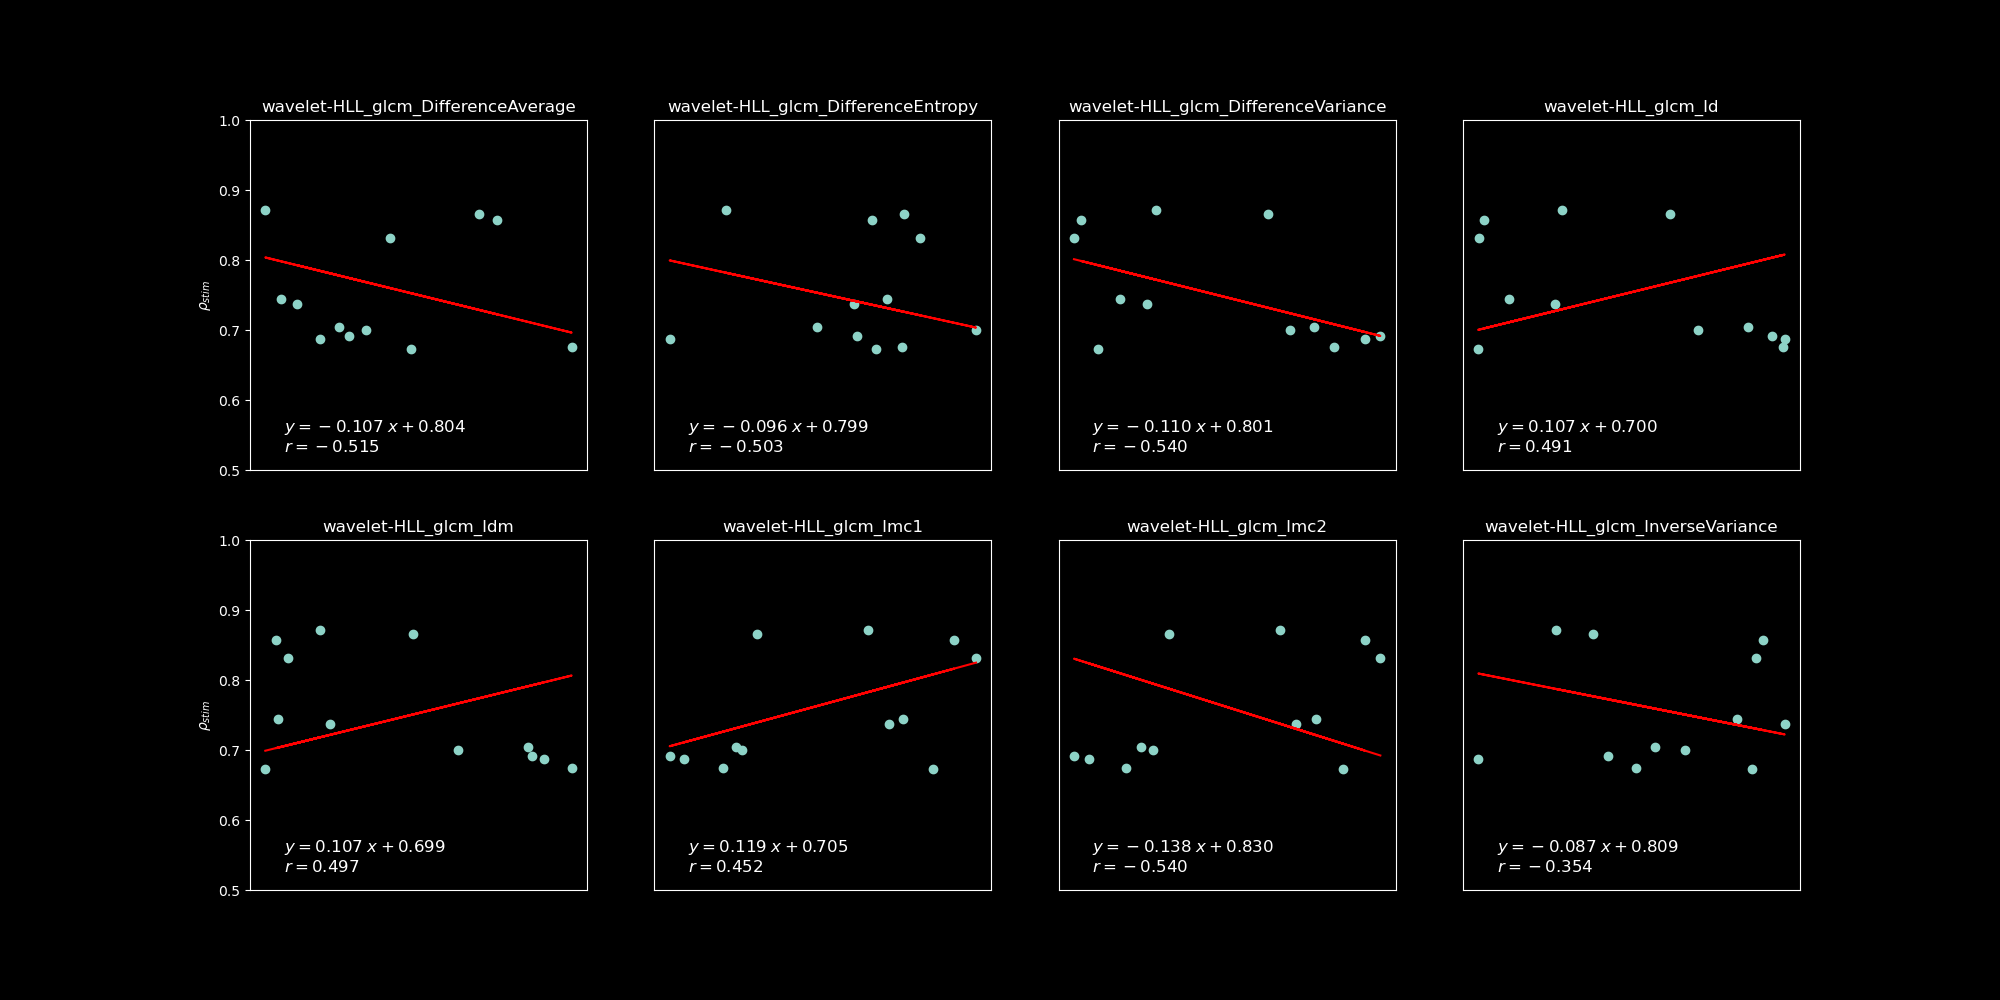 wavelet-HLL_glcm_DifferenceAverage
wavelet-HLL_glcm_DifferenceEntropy
wavelet-HLL_glcm_DifferenceVariance
wavelet-HLL_glcm_Id
1.0
0.9
0.8
0.7
0.6
0.5
ρstim
y = −0.107 x + 0.804
r = −0.515
y = −0.096 x + 0.799
r = −0.503
y = −0.110 x + 0.801
r = −0.540
y = 0.107 x + 0.700
r = 0.491
wavelet-HLL_glcm_Idm
wavelet-HLL_glcm_Imc1
wavelet-HLL_glcm_Imc2
wavelet-HLL_glcm_InverseVariance
1.0
0.9
0.8
0.7
0.6
0.5
ρstim
y = 0.107 x + 0.699
r = 0.497
y = 0.119 x + 0.705
r = 0.452
y = −0.138 x + 0.830
r = −0.540
y = −0.087 x + 0.809
r = −0.354